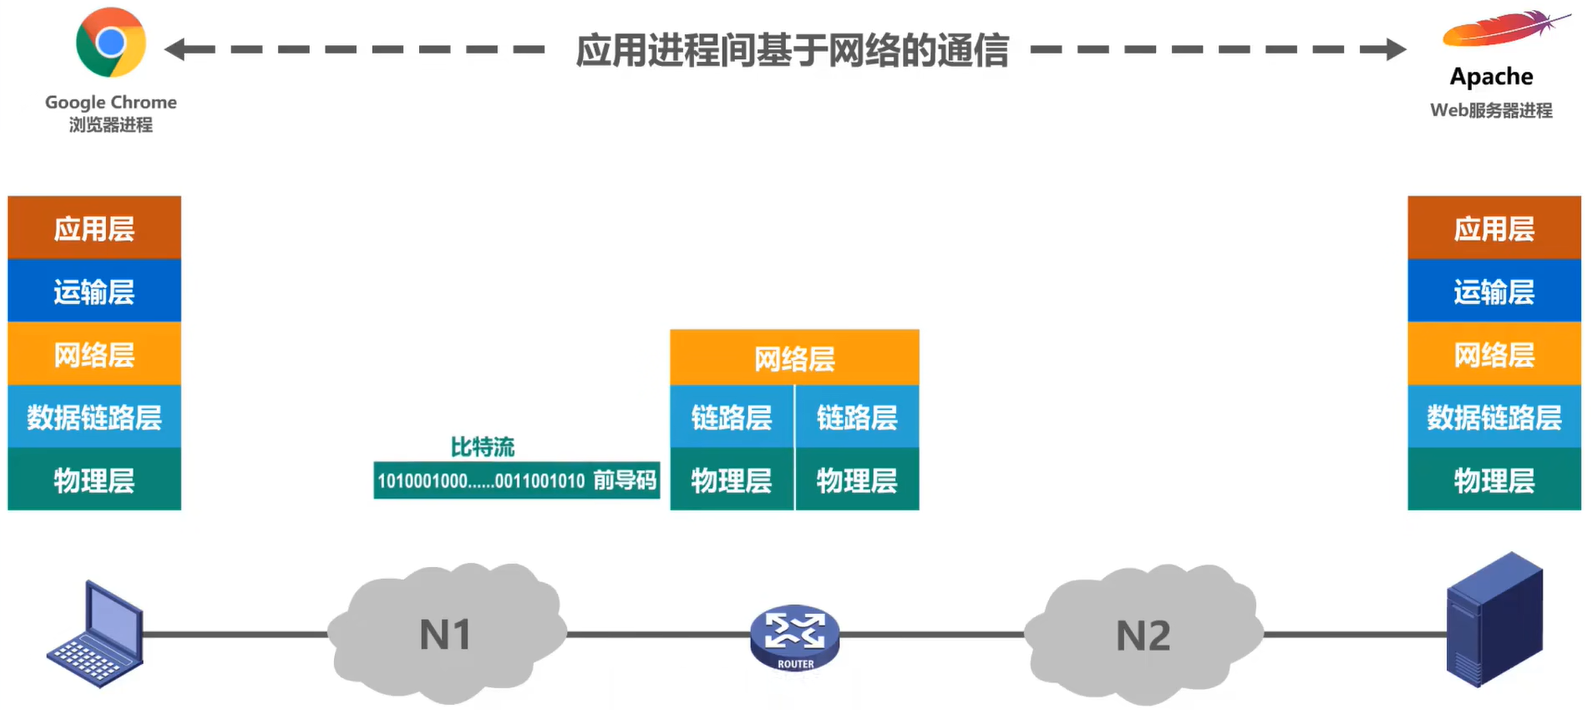 应用进程间基于网络的通信
Google Chrome
浏览器进程
Apache
Web服务器进程
应用层
运输层
网络层
数据链路层
物理层
比特流
1010001000......0011001010 前导码
网络层
链路层 链路层
物理层 物理层
应用层
运输层
网络层
数据链路层
物理层
N1
ROUTER
N2